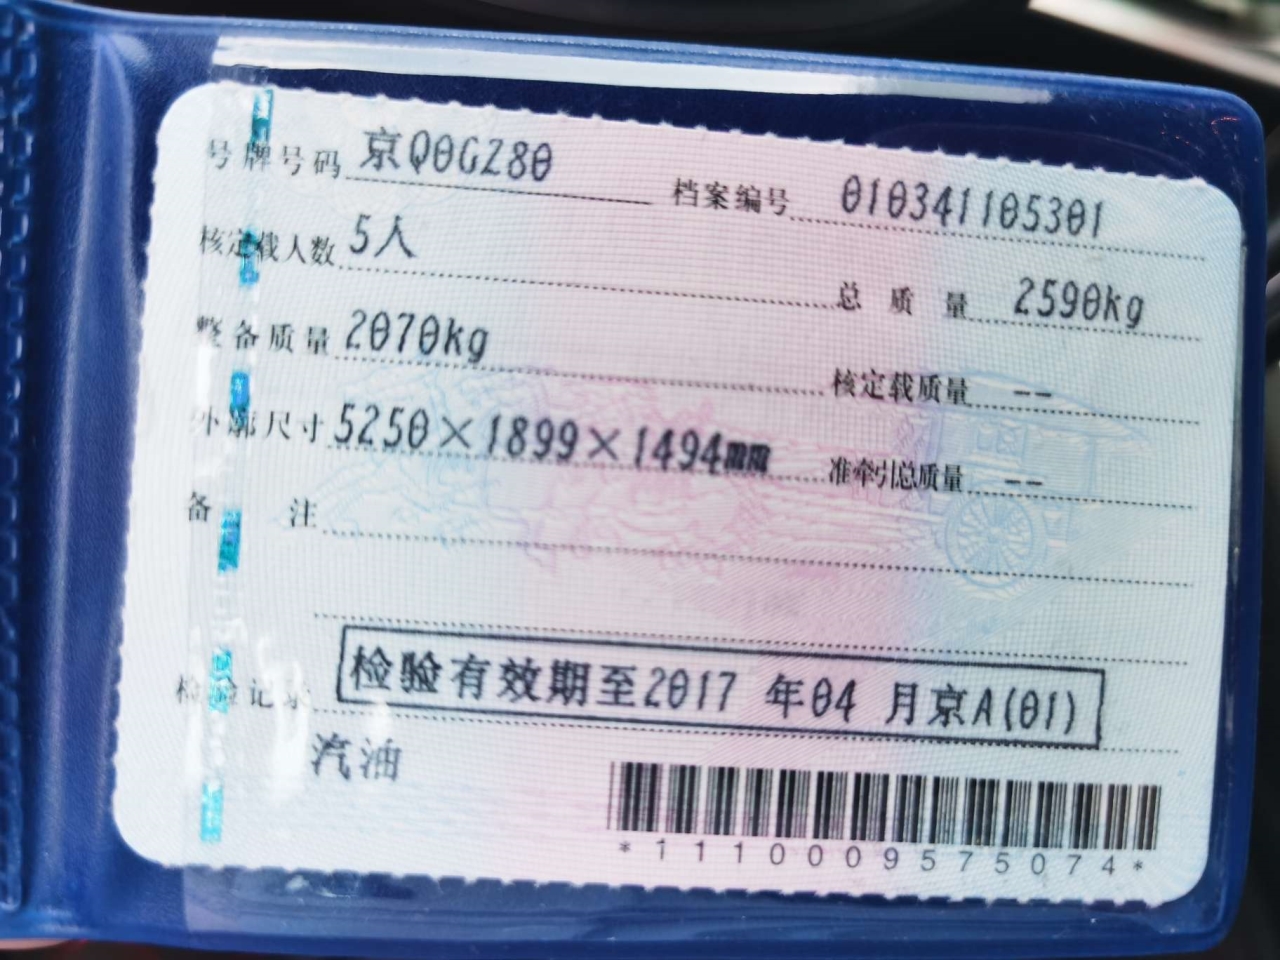 号牌号码 京Q0GZ80 档案编号 010341105301
核定载人数 5人 总质量 2590kg
整备质量 2070kg 核定载质量 --
外廓尺寸 5250×1899×1494mm 准牵引总质量 --
备注
检验记录 检验有效期至2017 年04 月京A(01)
汽油
*1110009575074*